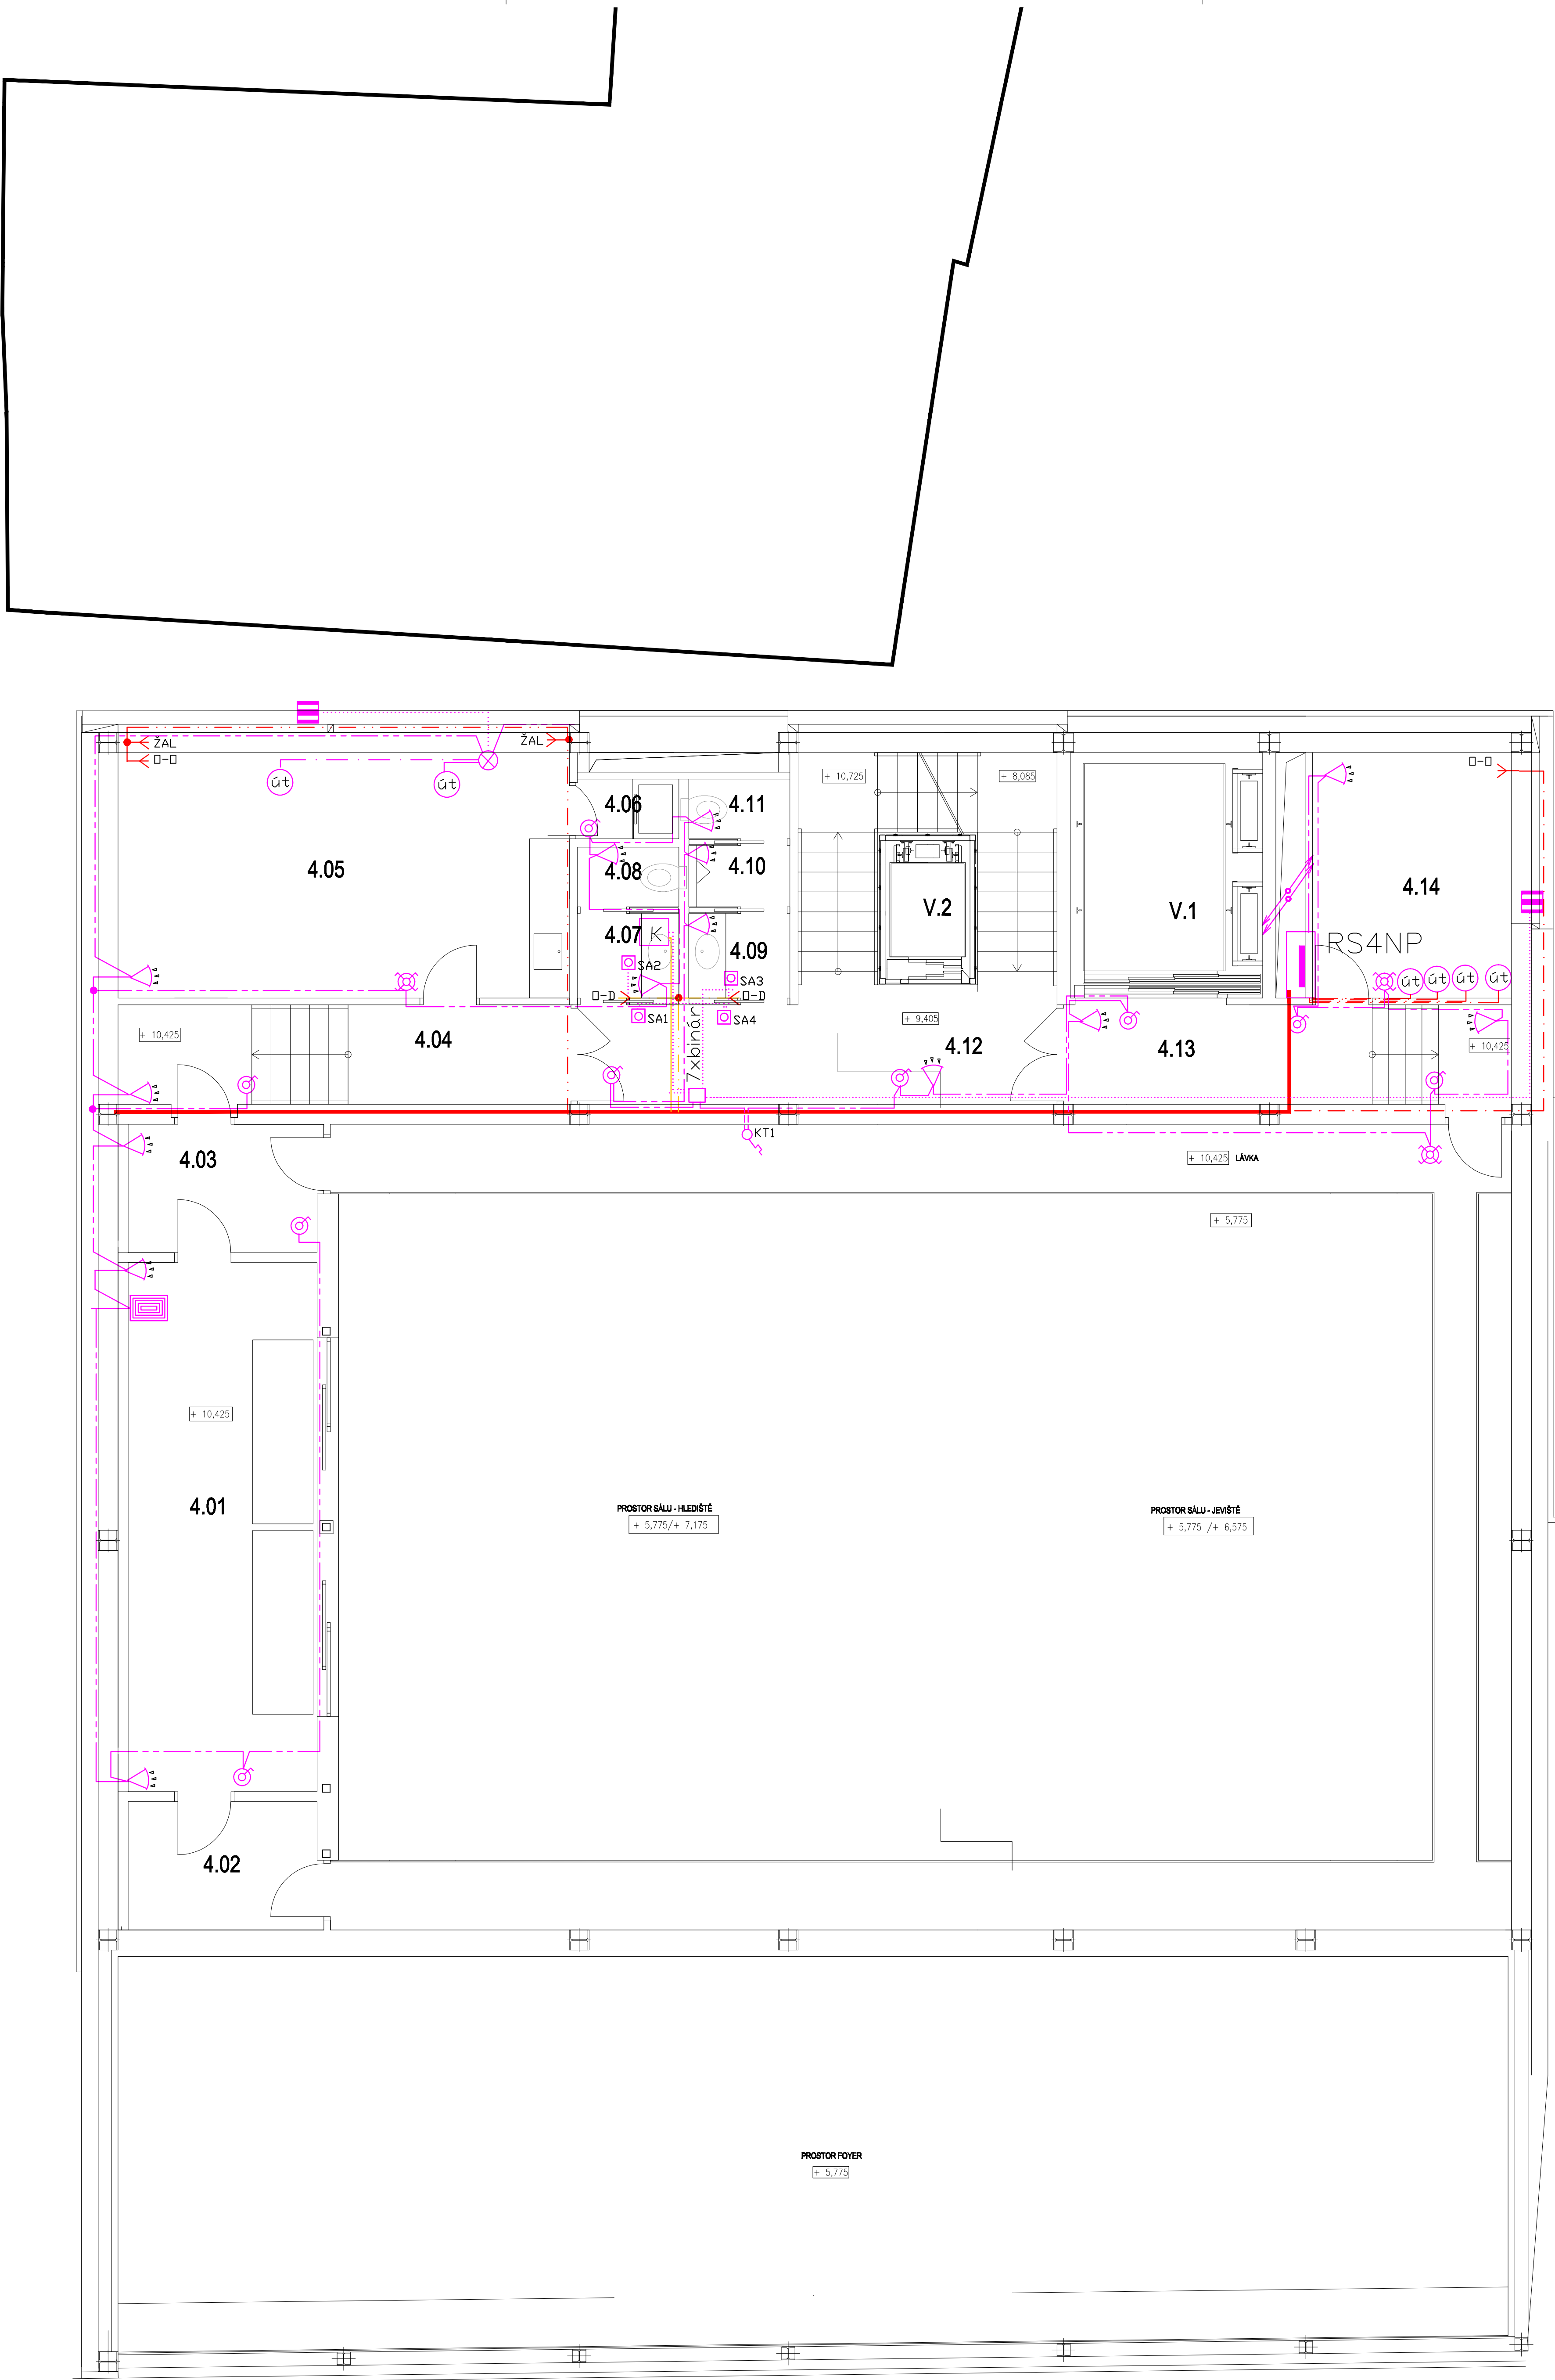 ŽAL
ŽAL
út
út
4.06
4.11
+ 10,725
+ 8,085
4.05
4.08
4.10
V.2
V.1
4.14
4.07
K
4.09
RS4NP
SA2
SA3
út
út
út
út
SA1
SA4
7xbinár
+ 10,425
4.04
+ 9,405
4.12
4.13
+ 10,425
KT1
4.03
+ 10,425
LÁVKA
+ 5,775
+ 10,425
4.01
PROSTOR SÁLU - HLEDIŠTĚ
+ 5,775/+ 7,175
PROSTOR SÁLU - JEVIŠTĚ
+ 5,775 /+ 6,575
4.02
PROSTOR FOYER
+ 5,775